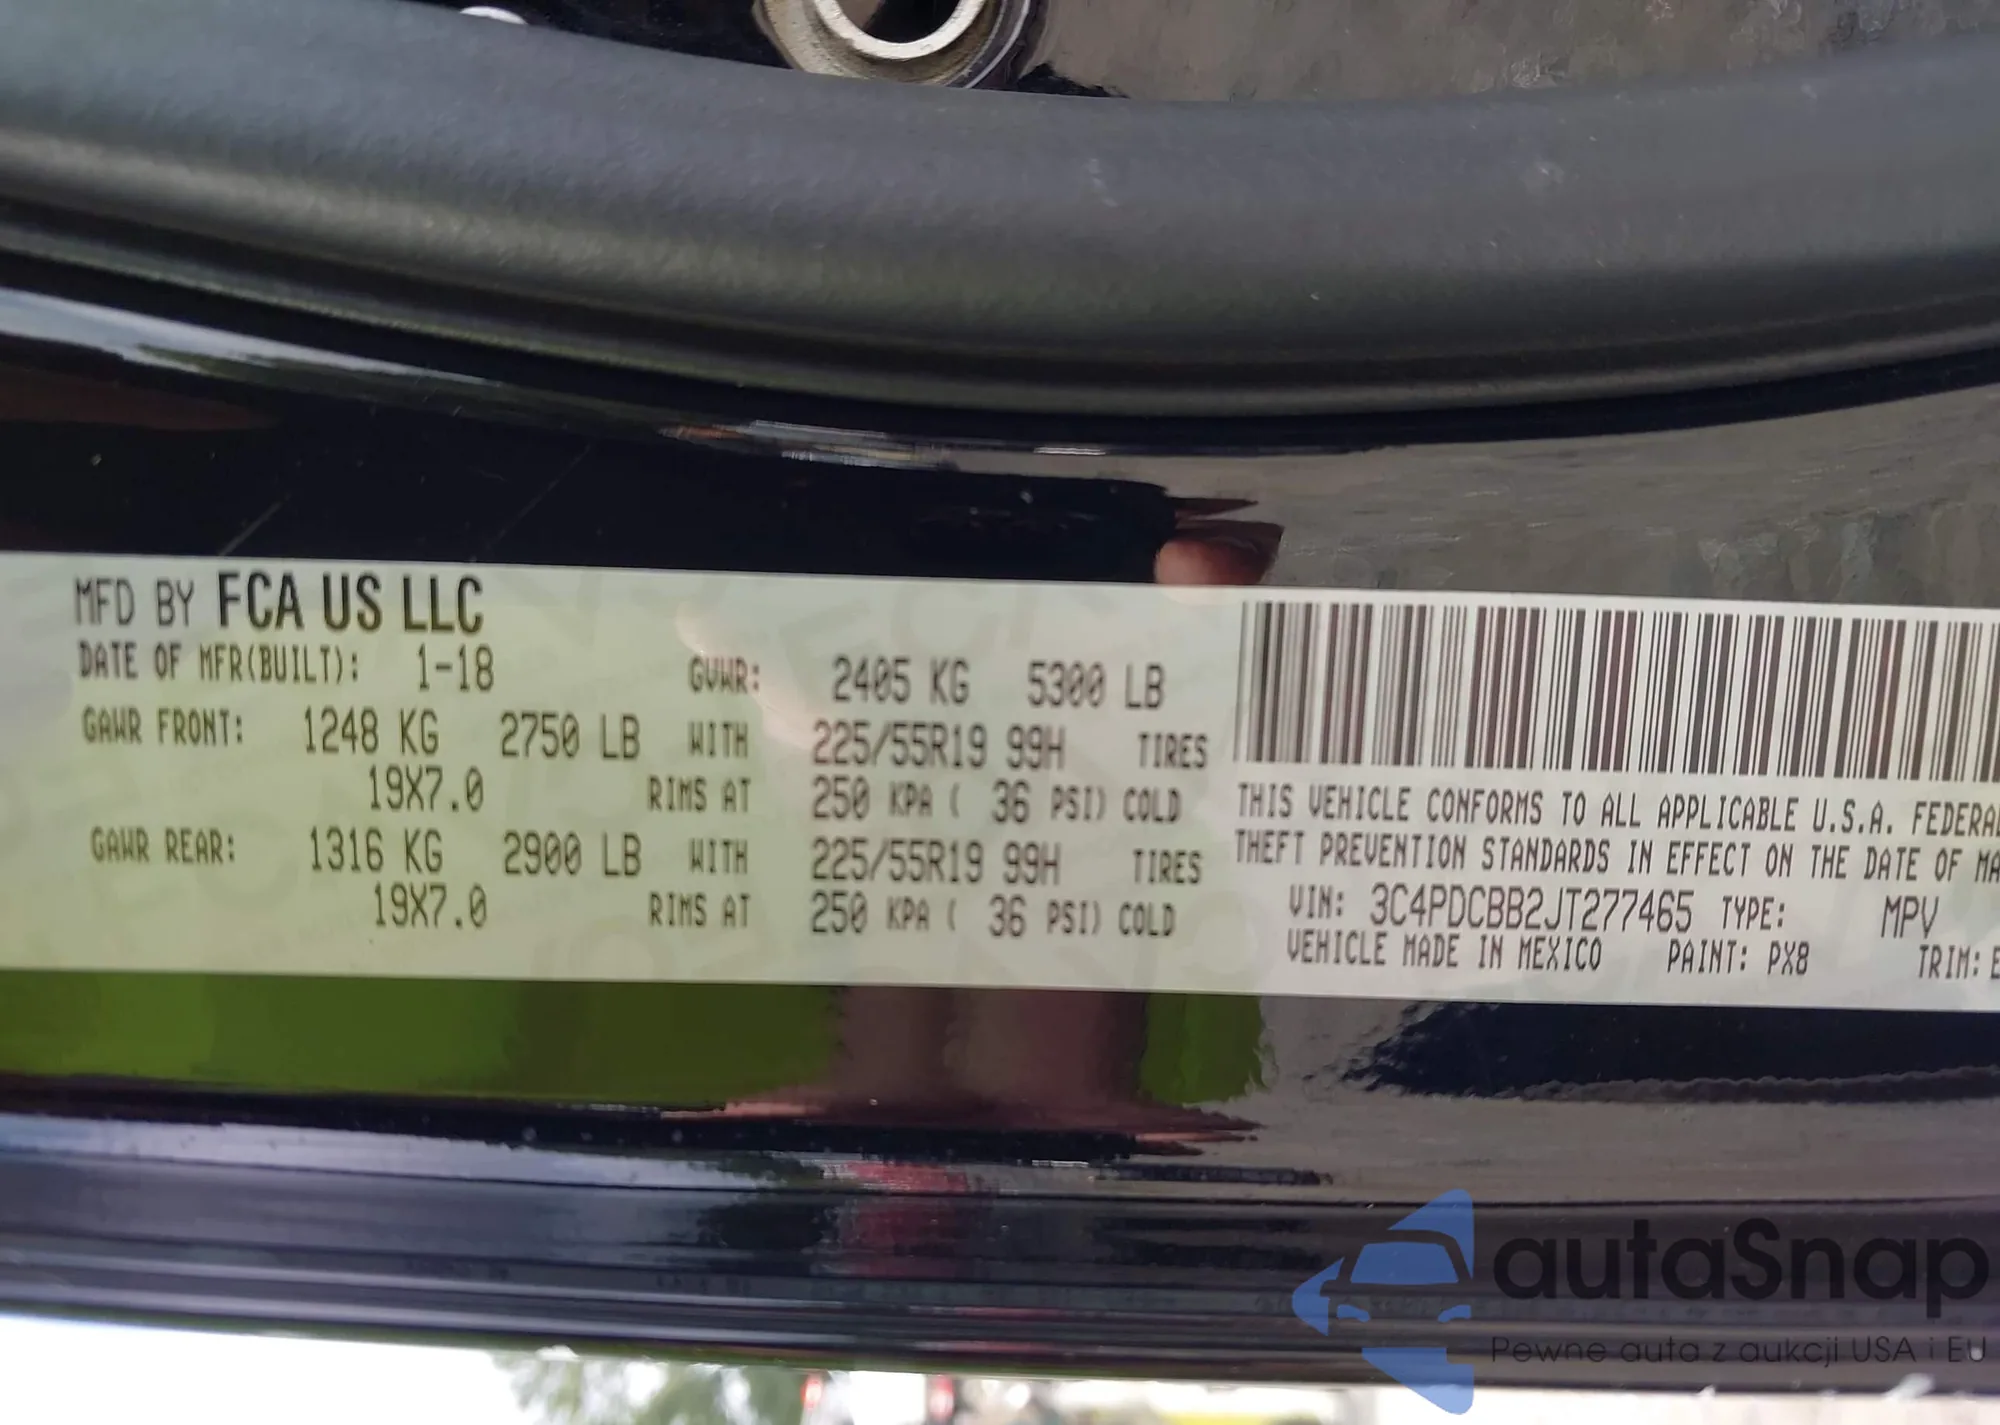 MFD BY FCA US LLC
DATE OF MFR(BUILT): 1-18 GVWR: 2405 KG 5300 LB
GAWR FRONT: 1248 KG 2750 LB WITH 225/55R19 99H TIRES
19X7.0 RIMS AT 250 KPA ( 36 PSI) COLD
GAWR REAR: 1316 KG 2900 LB WITH 225/55R19 99H TIRES
19X7.0 RIMS AT 250 KPA ( 36 PSI) COLD
THIS VEHICLE CONFORMS TO ALL APPLICABLE U.S.A. FEDERAL
THEFT PREVENTION STANDARDS IN EFFECT ON THE DATE OF MA
VIN: 3C4PDCBB2JT277465 TYPE: MPV
VEHICLE MADE IN MEXICO PAINT: PX8 TRIM:
autaSnap
Pewne auta z aukcji USA i EU